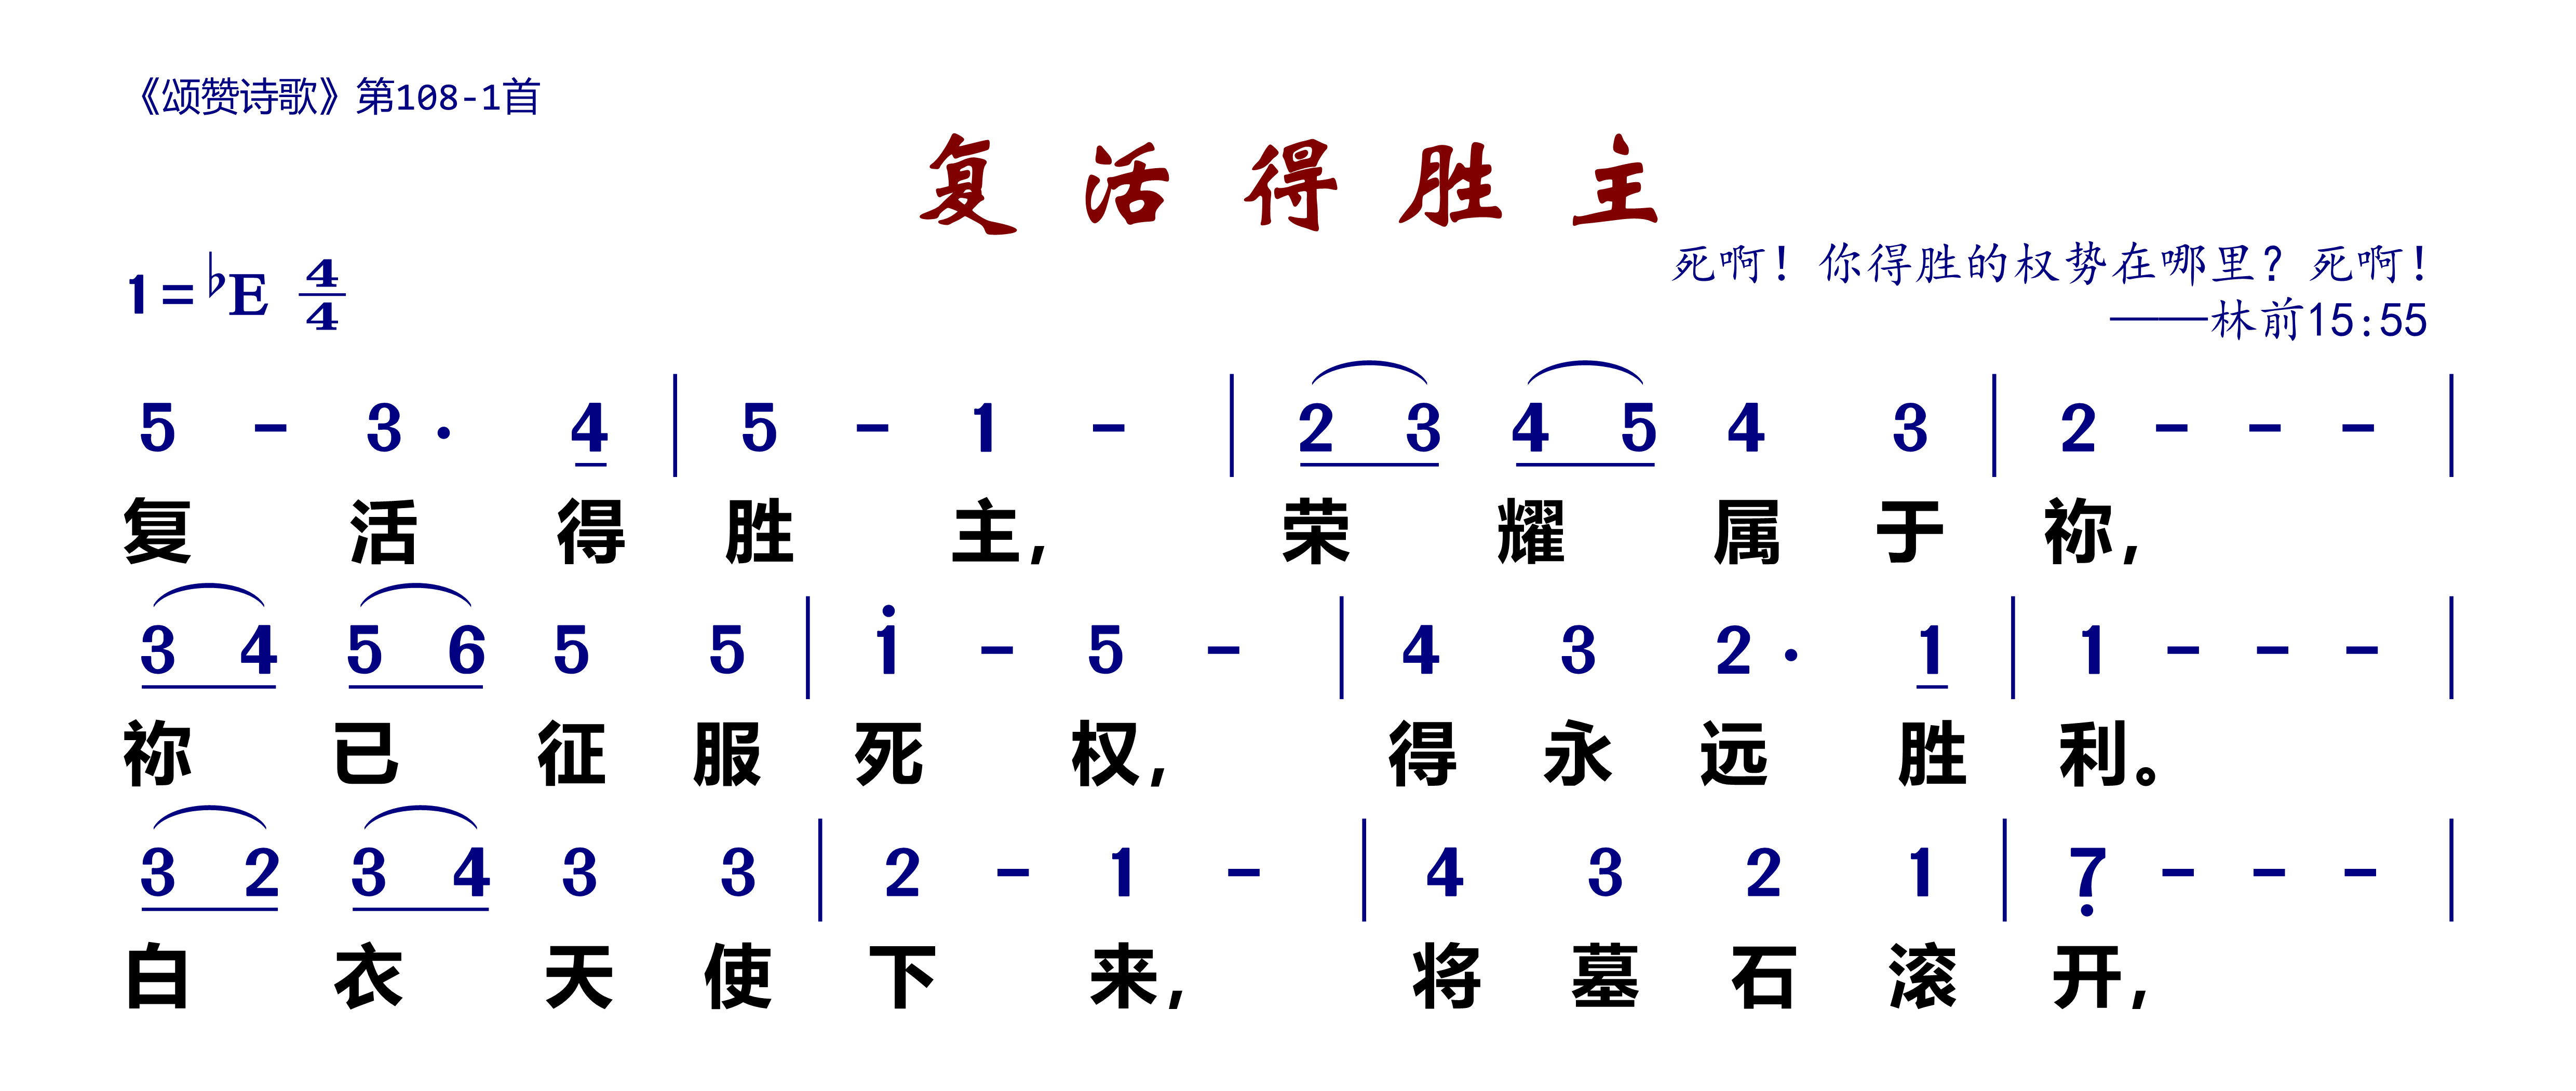 《颂赞诗歌》第108-1首
复活得胜主
死啊！你得胜的权势在哪里？死啊！
1=♭E 4/4
——林前15:55
5 - 3 · 4 | 5 - 1 - | 2 3 4 5 4 3 | 2 - - - |
复活得胜主，荣耀属于祢，
3 4 5 6 5 5 | 1̇ - 5 - | 4 3 2 · 1 | 1 - - - |
祢已征服死权，得永远胜利。
3 2 3 4 3 3 | 2 - 1 - | 4 3 2 1 | 7̣ - - - |
白衣天使下来，将墓石滚开，